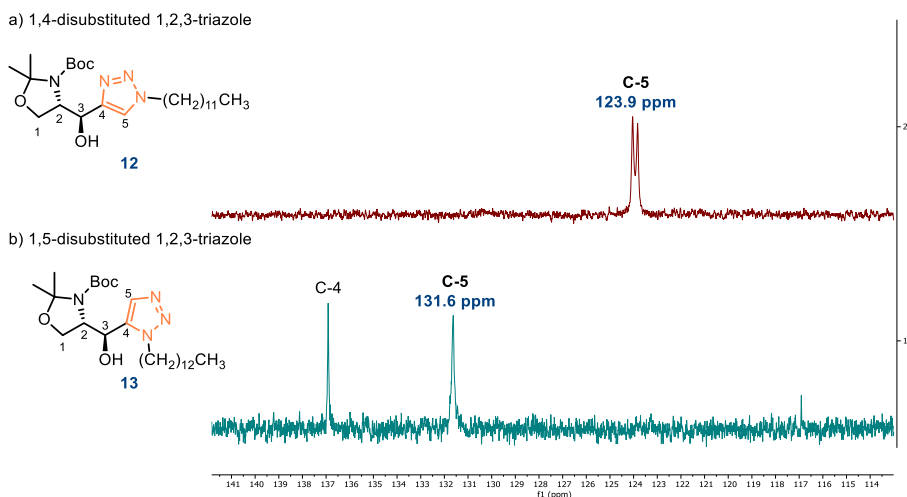 a) 1,4-disubstituted 1,2,3-triazole
Boc
N
N
N
N
O
(CH2)11CH3
1
2
3
4
5
OH
12
C-5
123.9 ppm
2
b) 1,5-disubstituted 1,2,3-triazole
Boc
N
N
N
N
O
5
1
2
3
4
OH
(CH2)12CH3
13
C-4
C-5
131.6 ppm
1
141 140 139 138 137 136 135 134 133 132 131 130 129 128 127 126 125 124 123 122 121 120 119 118 117 116 115 114
f1 (ppm)